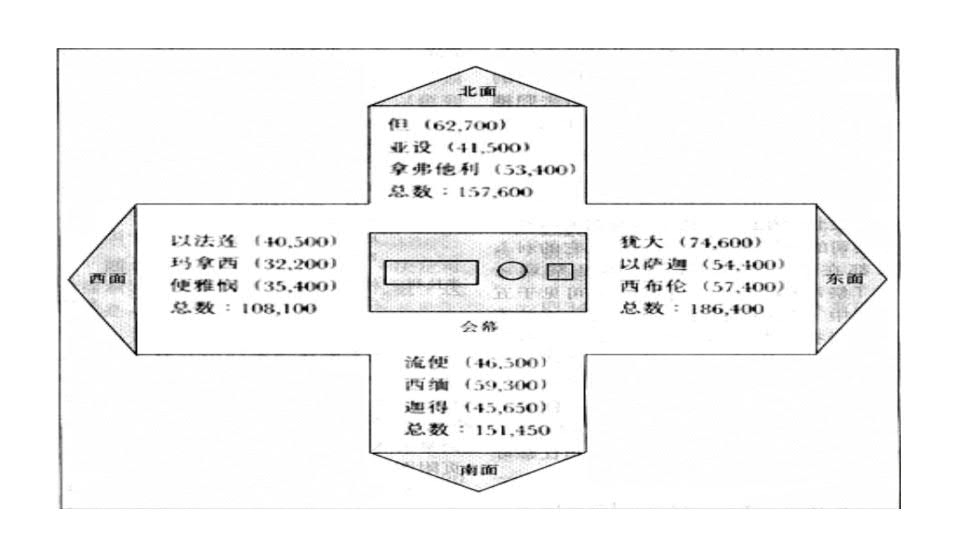 北面
但 (62,700)
亚设 (41,500)
拿弗他利 (53,400)
总数：157,600
西面
以法莲 (40,500)
玛拿西 (32,200)
便雅悯 (35,400)
总数：108,100
会幕
犹大 (74,600)
以萨迦 (54,400)
西布伦 (57,400)
总数：186,400
东面
流便 (46,500)
西缅 (59,300)
迦得 (45,650)
总数：151,450
南面